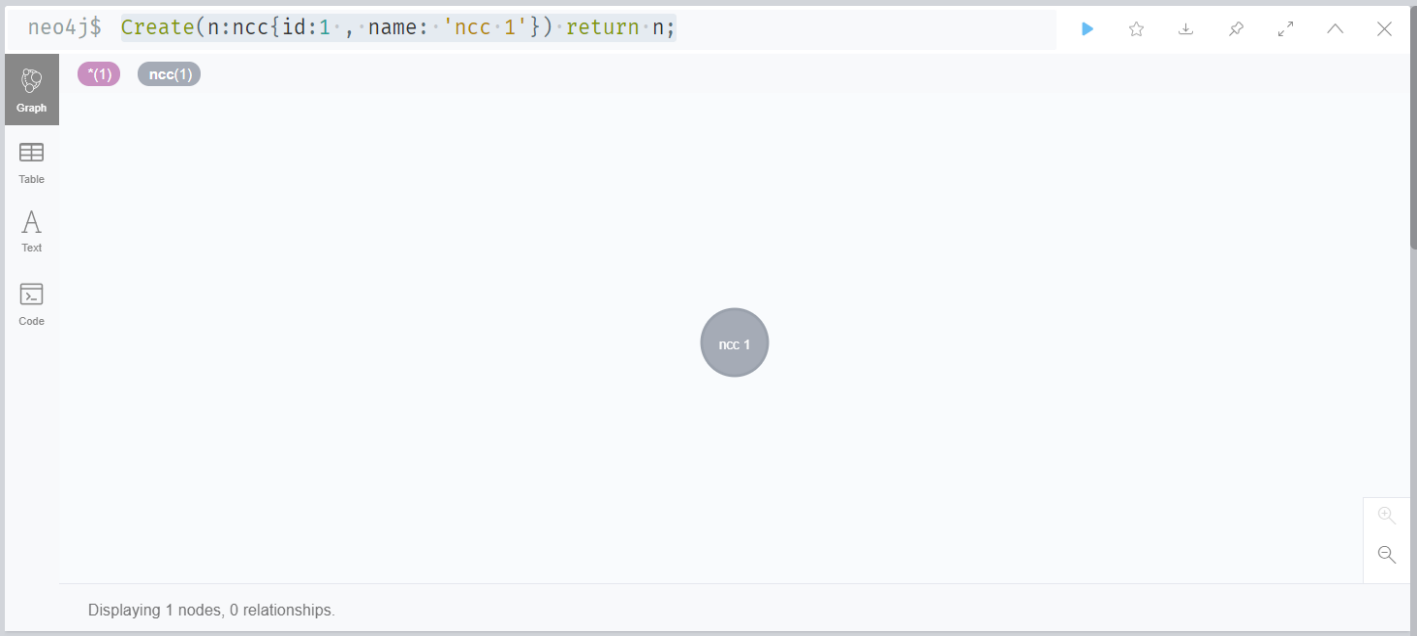 neo4j$ Create(n:ncc{id:1 , name: 'ncc 1'}) return n;
*(1) ncc(1)
Graph
Table
A
Text
Code
ncc 1
Displaying 1 nodes, 0 relationships.